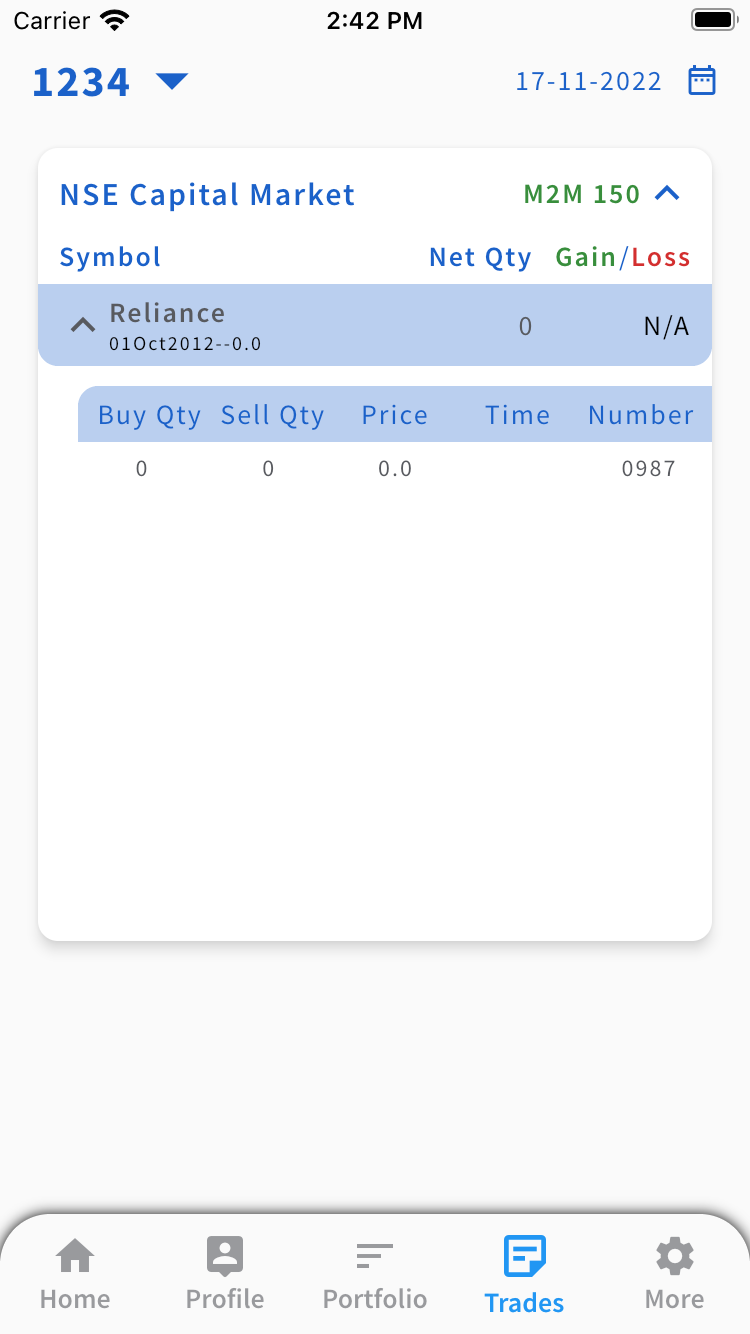 Carrier 2:42 PM
1234 17-11-2022
NSE Capital Market M2M 150
Symbol Net Qty Gain/Loss
Reliance 0 N/A
01Oct2012--0.0
Buy Qty Sell Qty Price Time Number
0 0 0.0 0987
Home Profile Portfolio Trades More